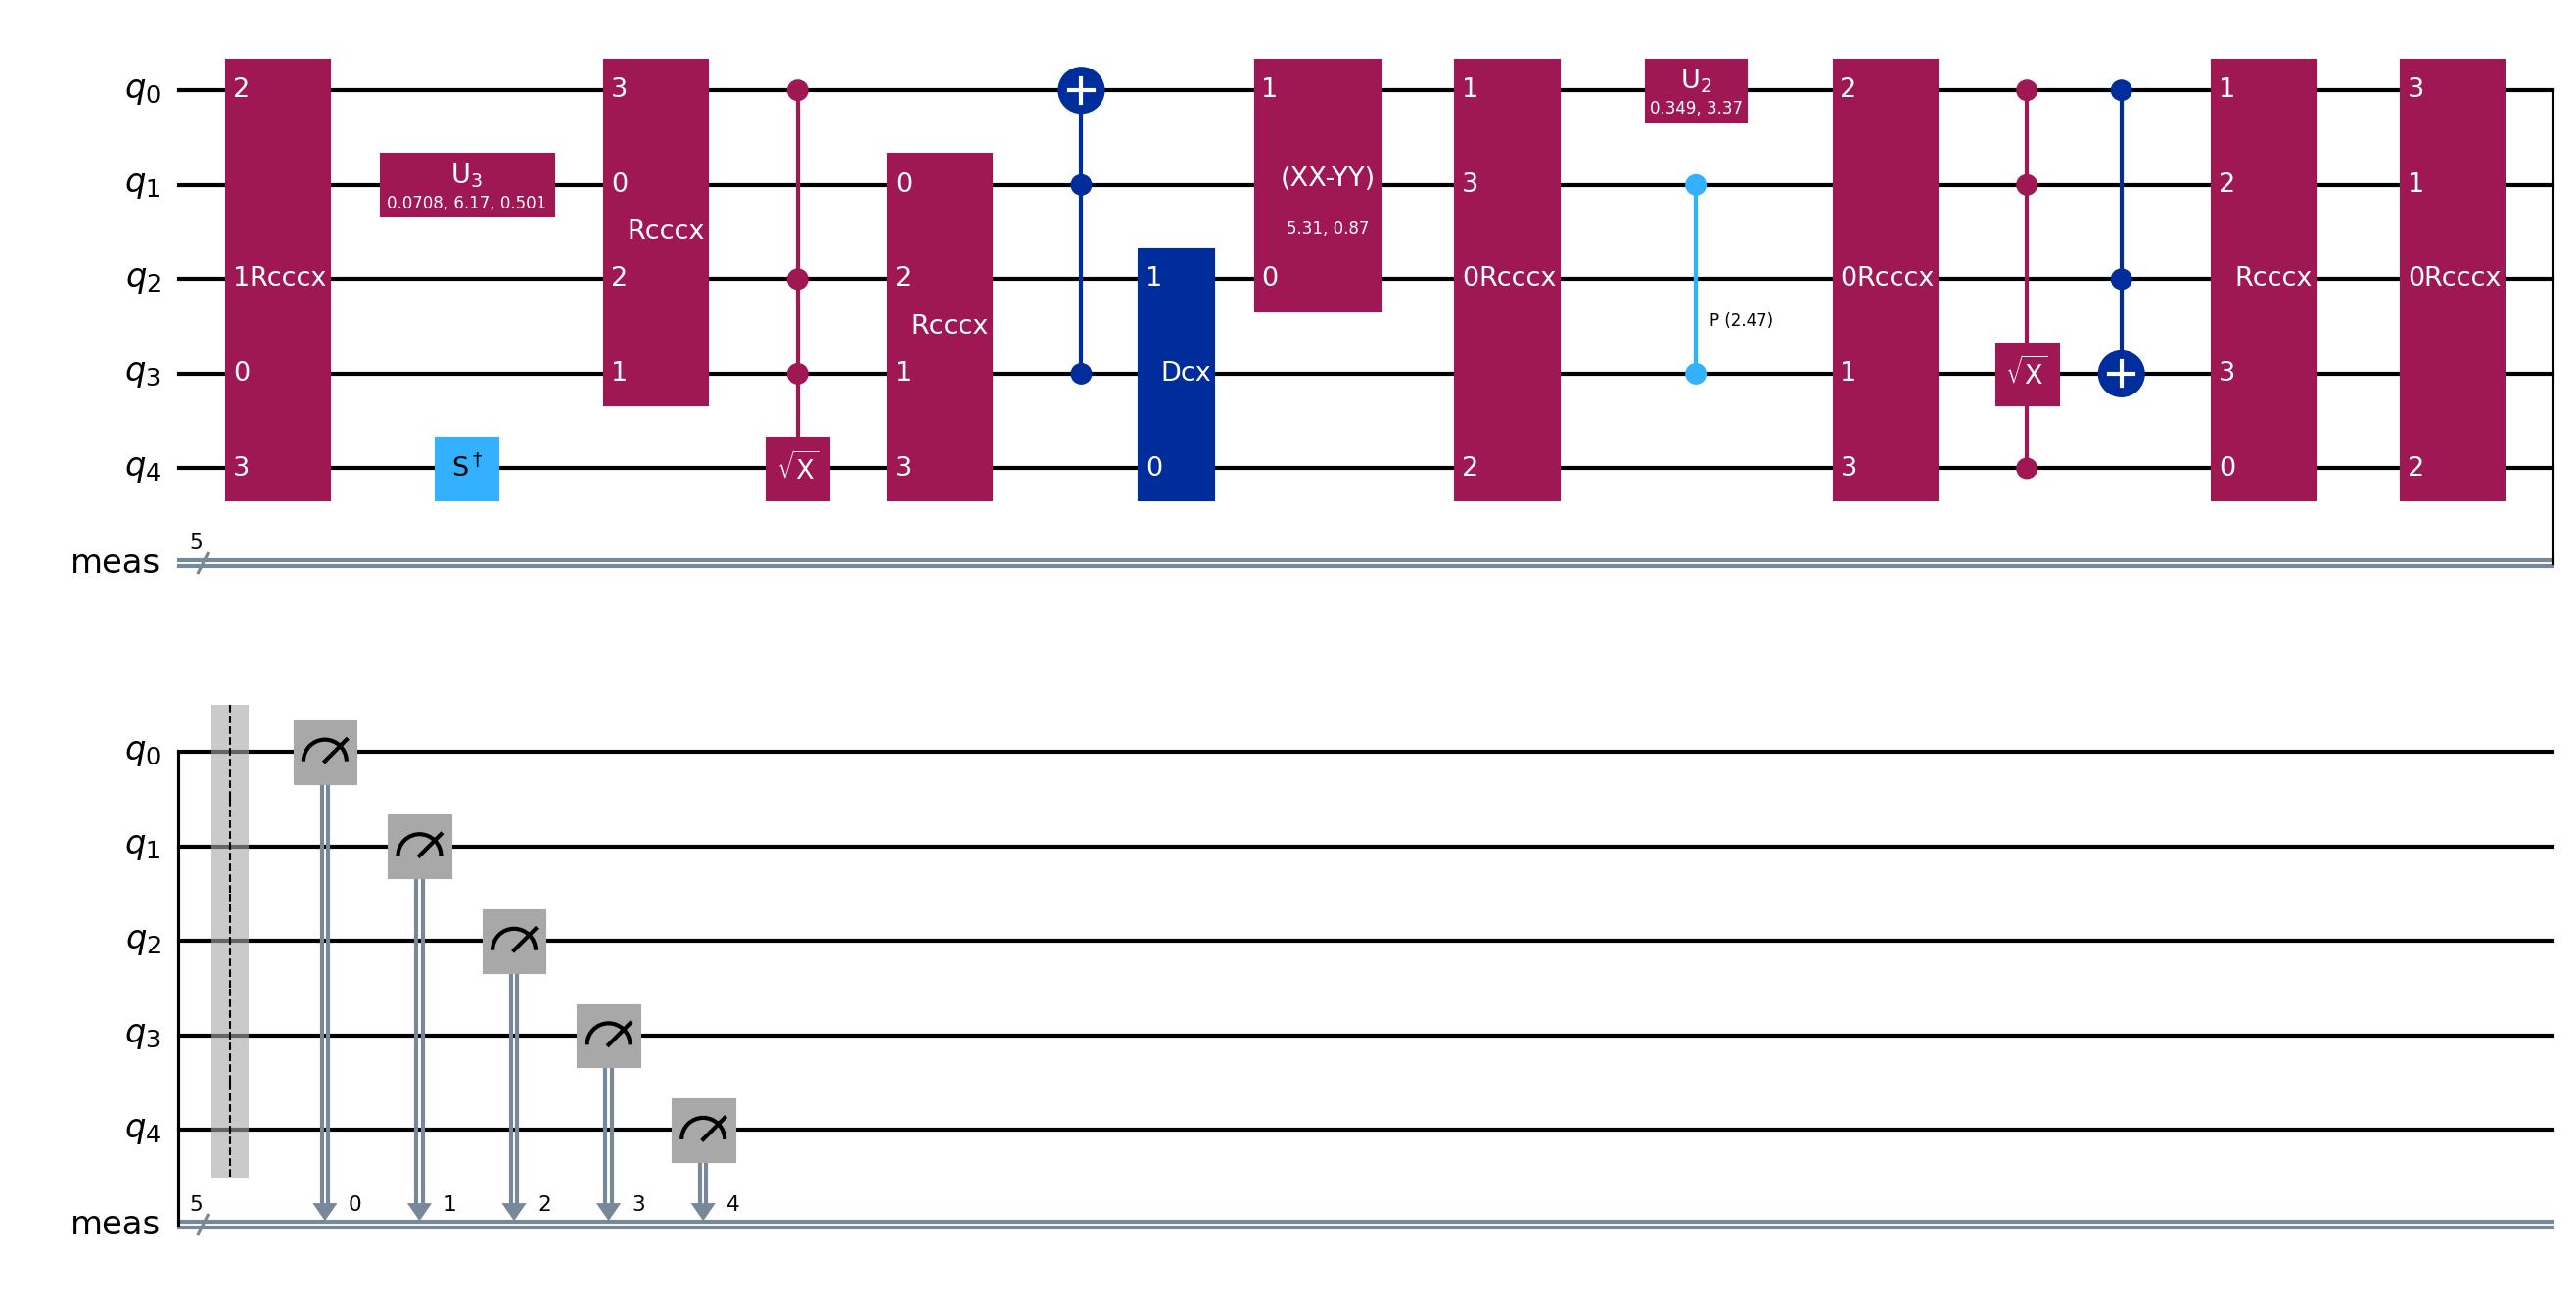 q0 2 3 1 1 U2 2 1 3
0.349, 3.37
q1 U3 0 0 (XX-YY) 3 2 1
0.0708, 6.17, 0.501
Rcccx 5.31, 0.87
q2 1Rcccx 2 2 1 0 0Rcccx 0Rcccx Rcccx 0Rcccx
Rcccx P (2.47)
q3 0 1 1 Dcx 1 √X 3
q4 3 S† √X 3 0 2 3 0 2
5
meas
q0
q1
q2
q3
q4
5 0 1 2 3 4
meas